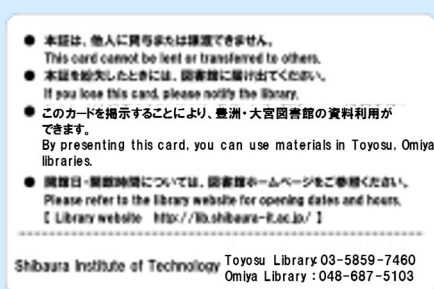 ● 本証は、他人に貸与または譲渡できません。
This card cannot be lent or transferred to others.
● 本証を紛失したときには、図書館に届け出てください。
If you lose this card, please notify the library.
● このカードを掲示することにより、豊洲・大宮図書館の資料利用が
できます。
By presenting this card, you can use materials in Toyosu, Omiya
libraries.
● 開館日・開館時間については、図書館ホームページをご参照ください。
Please refer to the library website for opening dates and hours.
【 Library website http://lib.shibaura-it.ac.jp/ 】
Shibaura Institute of Technology Toyosu Library:03-5859-7460
Omiya Library :048-687-5103